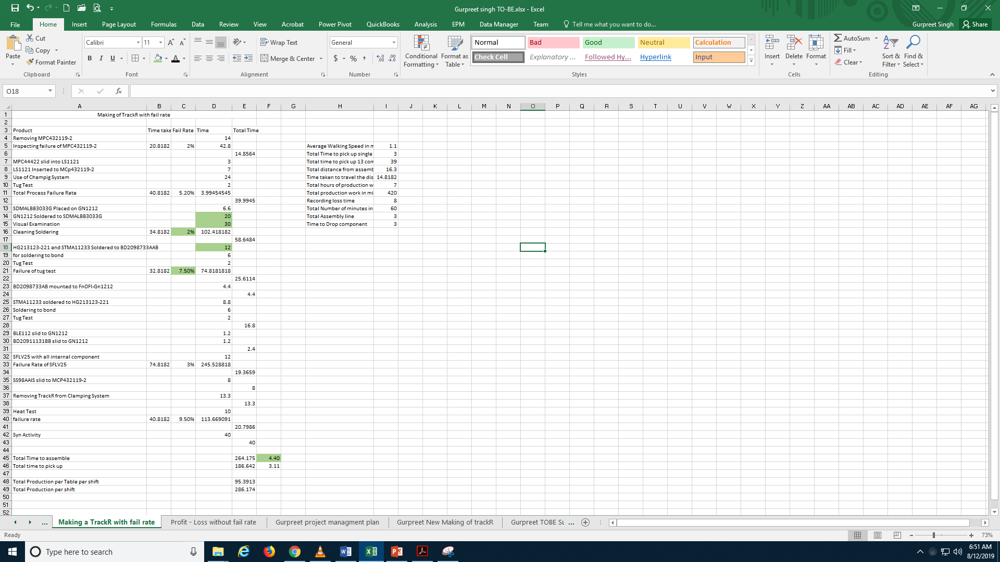 Gurpreet singh TO-BE.xlsx - Excel
File Home Insert Page Layout Formulas Data Review View Acrobat Power Pivot QuickBooks Analysis EPM Data Manager Team Tell me what you want to do... Gurpreet Singh Share
Paste Cut Copy Format Painter Clipboard
Calibri 11 B I U Font
Wrap Text Merge & Center Alignment
General $ % Number
Conditional Formatting Format as Table
Normal Bad Good Neutral Calculation
Check Cell Explanatory ... Followed Hy... Hyperlink Input
Styles
Insert Delete Format Cells
AutoSum Fill Clear Sort & Filter Find & Select Editing
O18 fx
A B C D E F G H I J K L M N O P Q R S T U V W X Y Z AA AB AC AD AE AF AG
1 Making of TrackR with fail rate
2
3 Product Time take Fail Rate Time Total Time
4 Removing MPC432119-2 14
5 Inspecting failure of MPC432119-2 20.8182 2% 42.8 Average Walking Speed in m 1.1
6 14.8564 Total Time to pick up single 3
7 MPC44422 slid into LS1121 3 Total time to pick up 13 com 39
8 LS1121 Inserted to MCp432119-2 7 Total distance from assemb 16.3
9 Use of Champig System 24 Time taken to travel the dis 14.8182
10 Tug Test 2 Total hours of production w 7
11 Total Process Failure Rate 40.8182 5.20% 3.99454545 Total production work in mi 420
12 39.9945 Recording loss time 8
13 SDMALBB3033G Placed on GN1212 6.6 Total Number of minutes in 60
14 GN1212 Soldered to SDMALBB3033G 20 Total Assembly line 3
15 Visual Examination 30 Time to Drop component 3
16 Cleaning Soldering 34.8182 2% 102.418182
17 58.6484
18 HG213123-221 and STMA11233 Soldered to BD2098733AAB 12
19 for soldering to bond 6
20 Tug Test 2
21 Failure of tug test 32.8182 7.50% 74.8181818
22 25.6114
23 BD2098733AB mounted to FnOFI-Gn1212 4.4
24 4.4
25 STMA11233 soldered to HG213123-221 8.8
26 Soldering to bond 6
27 Tug Test 2
28 16.8
29 BLE112 slid to GN1212 1.2
30 BD20911131BB slid to GN1212 1.2
31 2.4
32 SFLV25 with all internal component 12
33 Failure Rate of SFLV25 74.8182 3% 245.528818
34 19.3659
35 SS98AAIS slid to MCP432119-2 8
36 8
37 Removing TrackR from Clamping System 13.3
38 13.3
39 Heat Test 10
40 failure rate 40.8182 9.50% 113.669091
41 20.7986
42 Syn Activity 40
43 40
44
45 Total Time to assemble 264.175 4.40
46 Total time to pick up 186.642 3.11
47
48 Total Production per Table per shift 95.3913
49 Total Production per shift 286.174
50
51
52
... Making a TrackR with fail rate Profit - Loss without fail rate Gurpreet project managment plan Gurpreet New Making of trackR Gurpreet TOBE Su ...
Ready 73%
Type here to search 6:51 AM
8/12/2019